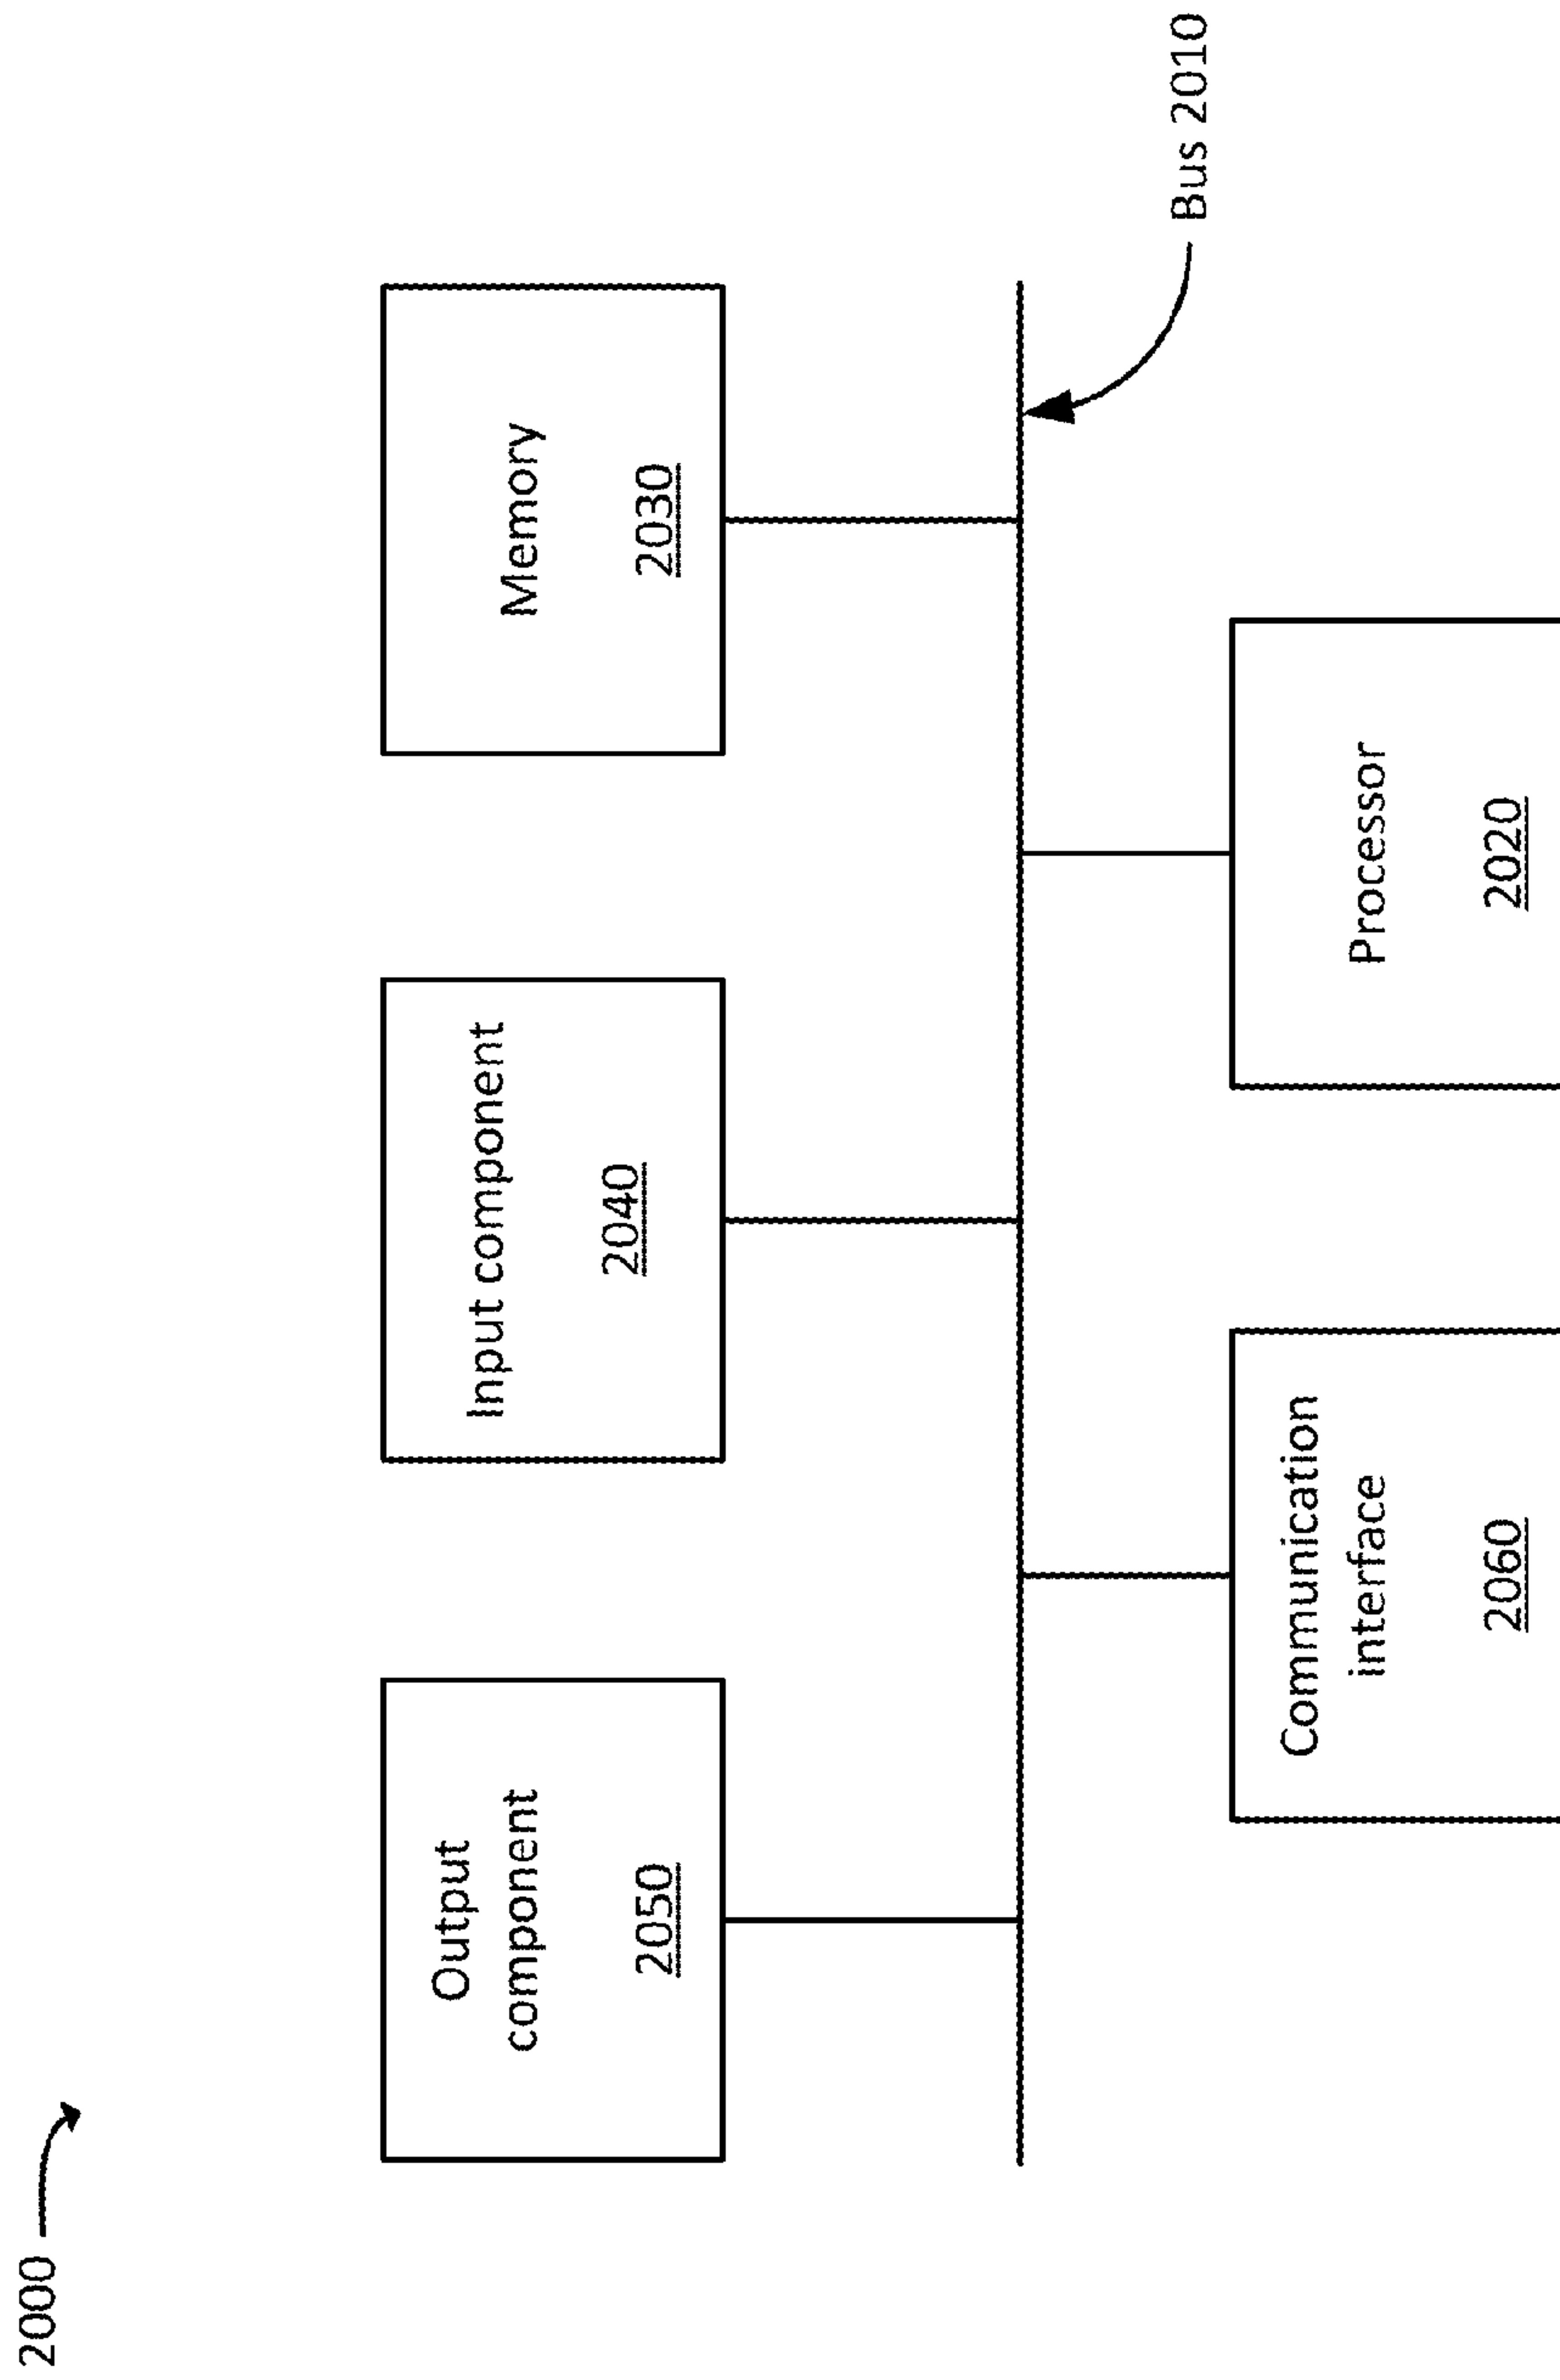 2000
Output
component
2050
Input component
2040
Memory
2030
Bus 2010
Communication
interface
2060
Processor
2020